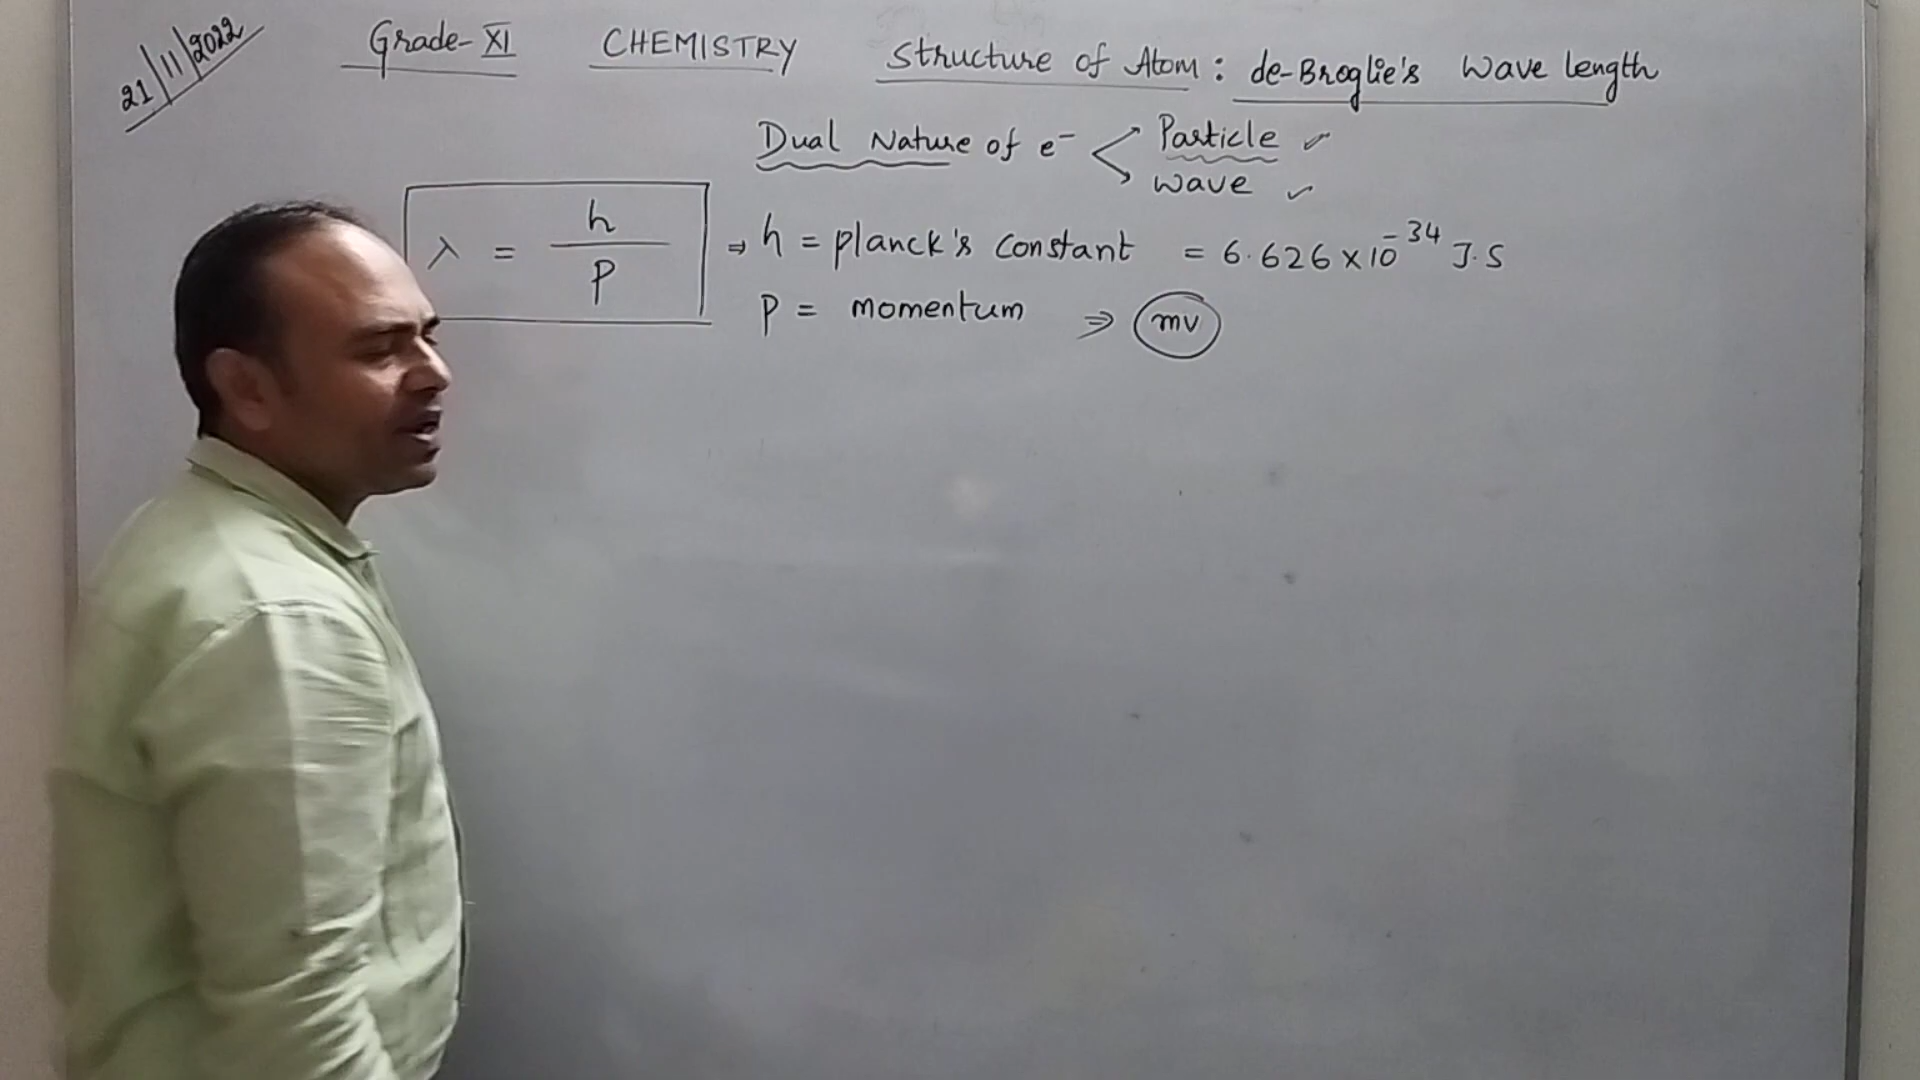 21/11/2022
Grade-XI CHEMISTRY Structure of Atom: de-Broglie's Wave length
Dual Nature of e⁻ < Particle ✓
Wave ✓
λ = h/P ⇒ h = planck's constant = 6.626 x 10⁻³⁴ J.S
P = momentum ⇒ mv